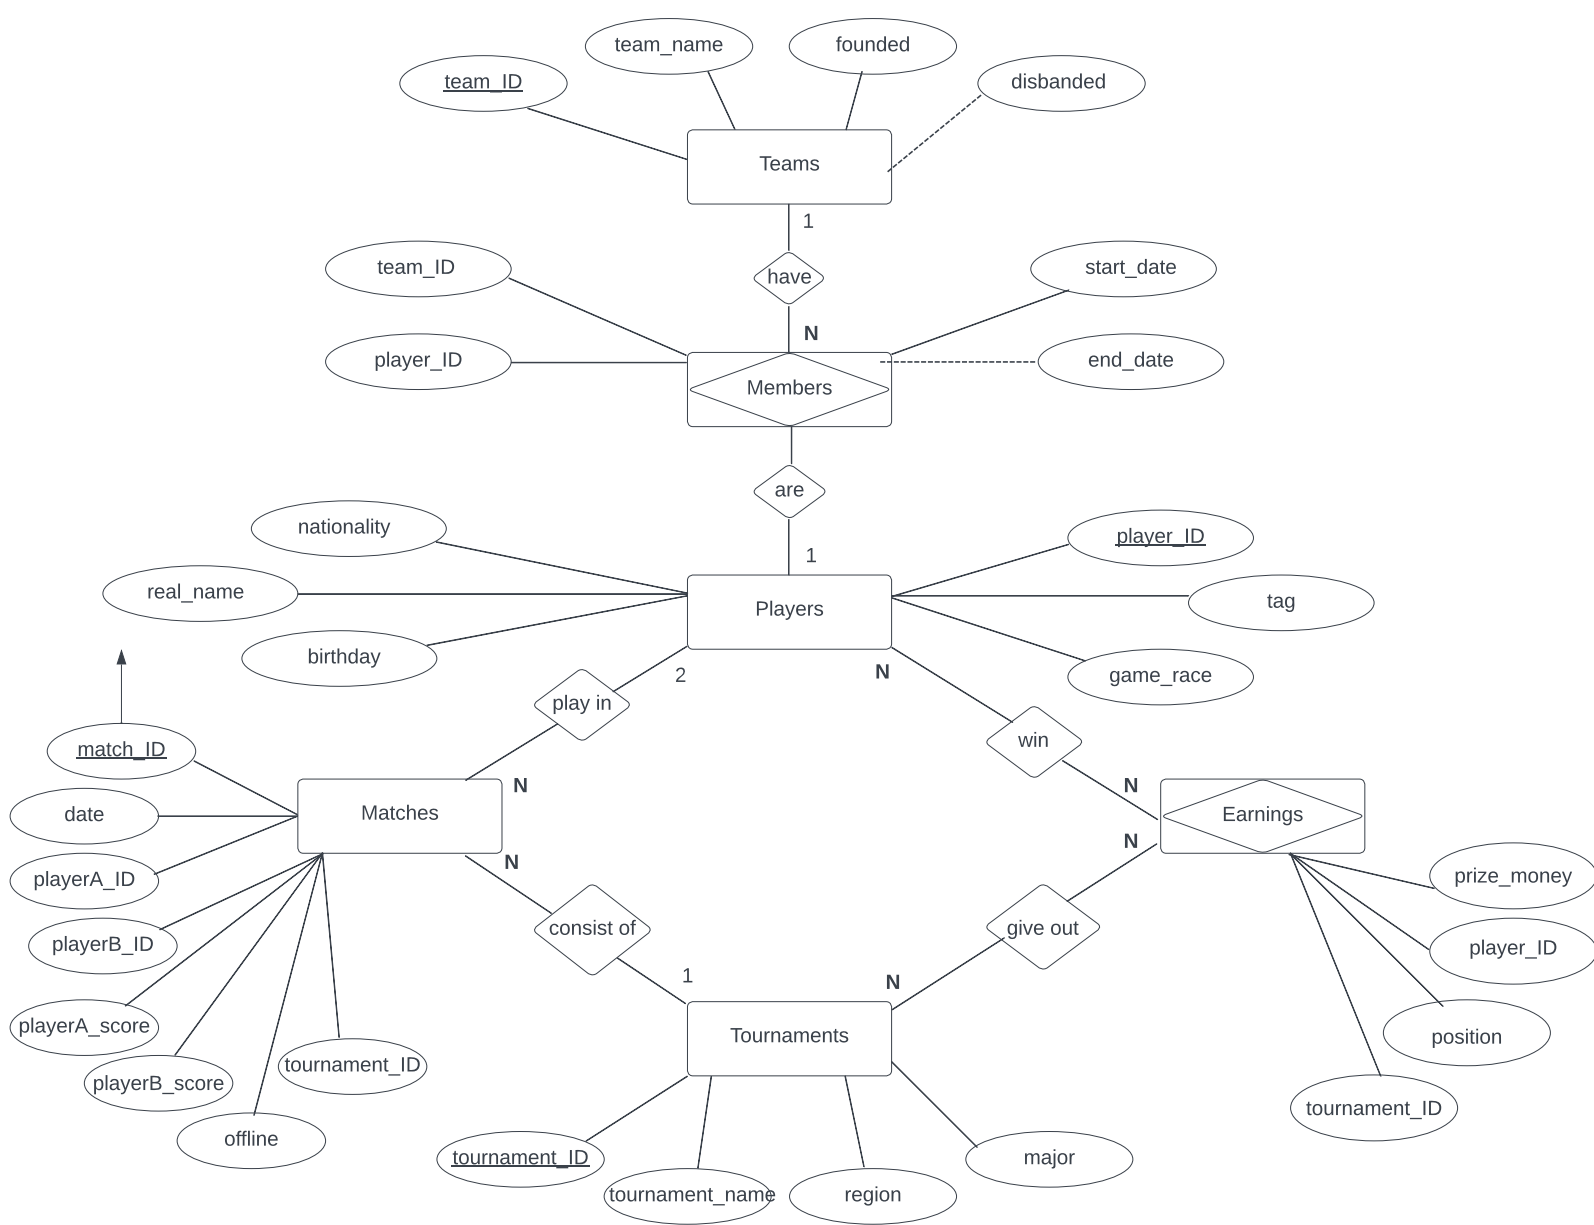 team_name
founded
team_ID
disbanded
Teams
1
team_ID
have
start_date
N
player_ID
Members
end_date
are
nationality
player_ID
1
real_name
Players
tag
birthday
2
N
game_race
play in
win
match_ID
N
N
date
Matches
Earnings
N
N
playerA_ID
prize_money
playerB_ID
consist of
give out
player_ID
1
N
playerA_score
Tournaments
position
tournament_ID
playerB_score
tournament_ID
offline
tournament_ID
major
tournament_name
region